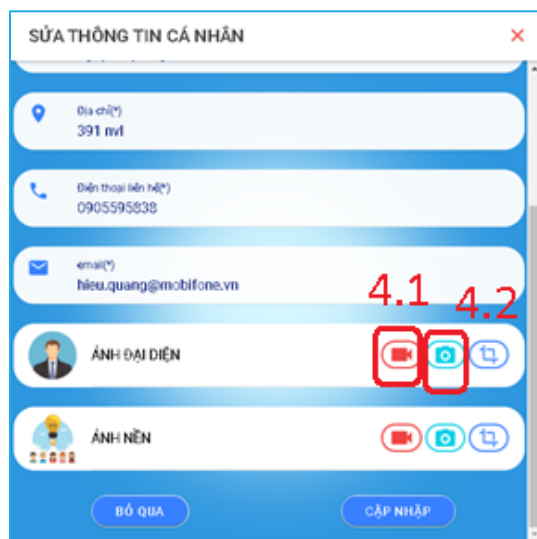 SỬA THÔNG TIN CÁ NHÂN
Địa chỉ(*)
391 nvl
Điện thoại liên hệ(*)
0905595838
email(*)
hieu.quang@mobifone.vn
4.1
4.2
ẢNH ĐẠI DIỆN
ẢNH NỀN
BỎ QUA
CẬP NHẬP